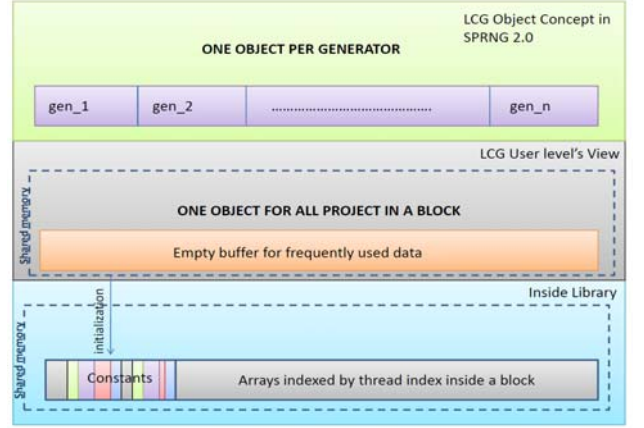 LCG Object Concept in
SPRNG 2.0
ONE OBJECT PER GENERATOR
gen_1
gen_2
......................................
gen_n
LCG User level's View
Shared memory
ONE OBJECT FOR ALL PROJECT IN A BLOCK
Empty buffer for frequently used data
Inside Library
initialization
Shared memory
Constants
Arrays indexed by thread index inside a block